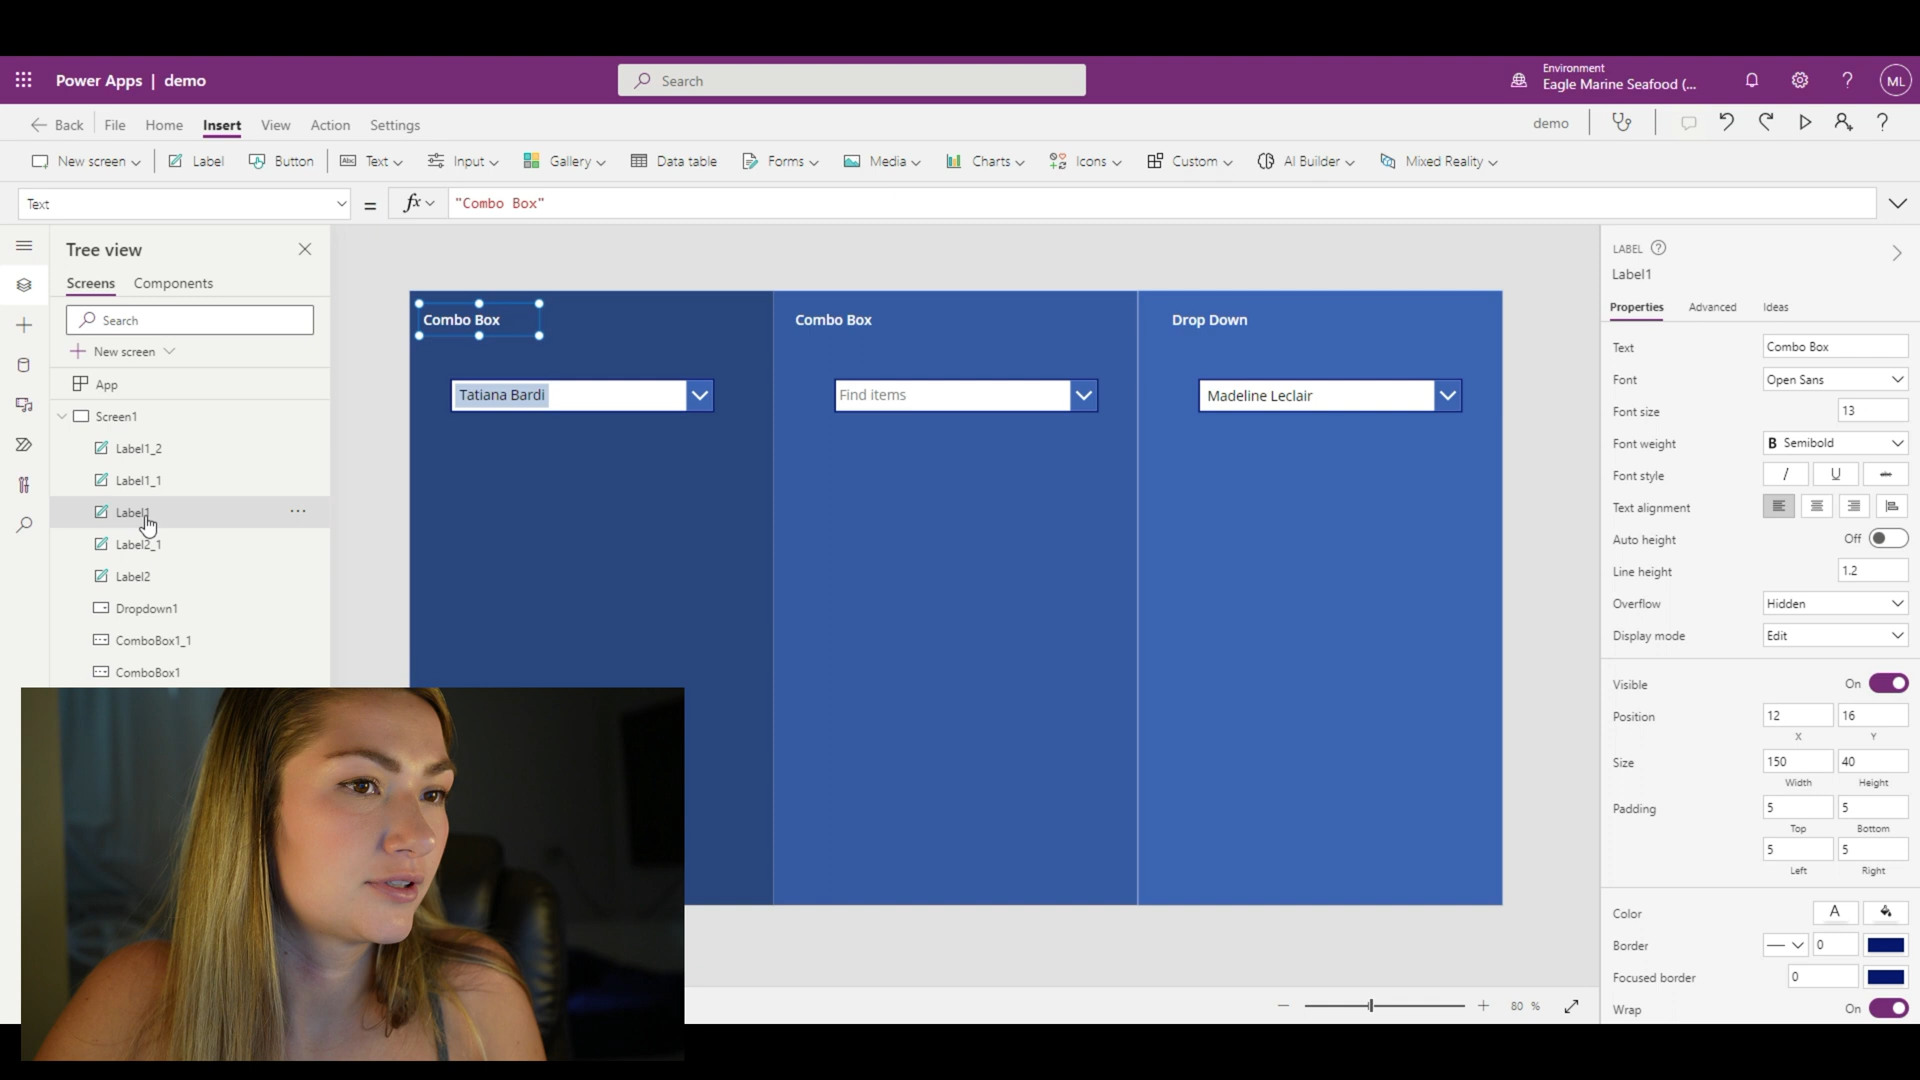 Power Apps | demo
Search
Environment
Eagle Marine Seafood (...
ML
Back
File
Home
Insert
View
Action
Settings
demo
New screen
Label
Button
Text
Input
Gallery
Data table
Forms
Media
Charts
Icons
Custom
AI Builder
Mixed Reality
Text
=
fx
"Combo Box"
Tree view
Screens
Components
Search
New screen
App
Screen1
Label1_2
Label1_1
Label1
Label2_1
Label2
Dropdown1
ComboBox1_1
ComboBox1
Combo Box
Tatiana Bardi
Combo Box
Find items
Drop Down
Madeline Leclair
80 %
LABEL
Label1
Properties
Advanced
Ideas
Text
Combo Box
Font
Open Sans
Font size
13
Font weight
B Semibold
Font style
/ U abc
Text alignment
Auto height
Off
Line height
1.2
Overflow
Hidden
Display mode
Edit
Visible
On
Position
12
16
X
Y
Size
150
40
Width
Height
Padding
5
5
Top
Bottom
5
5
Left
Right
Color
A
Border
0
Focused border
0
Wrap
On